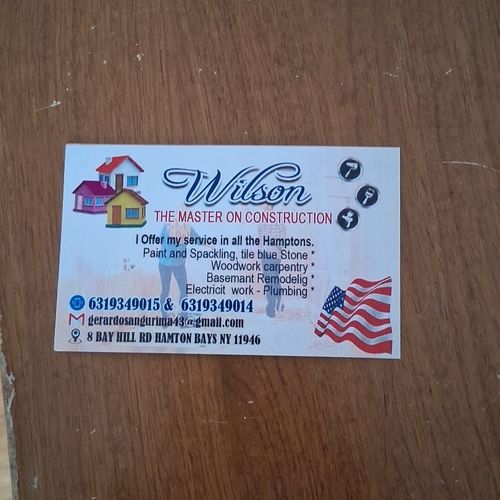 Wilson
THE MASTER ON CONSTRUCTION
I Offer my service in all the Hamptons.
Paint and Spackling, tile blue Stone *
Woodwork carpentry *
Basemant Remodelig *
Electricit work - Plumbing *
6319349015 & 6319349014
gerardosangurima43@gmail.com
8 BAY HILL RD HAMTON BAYS NY 11946